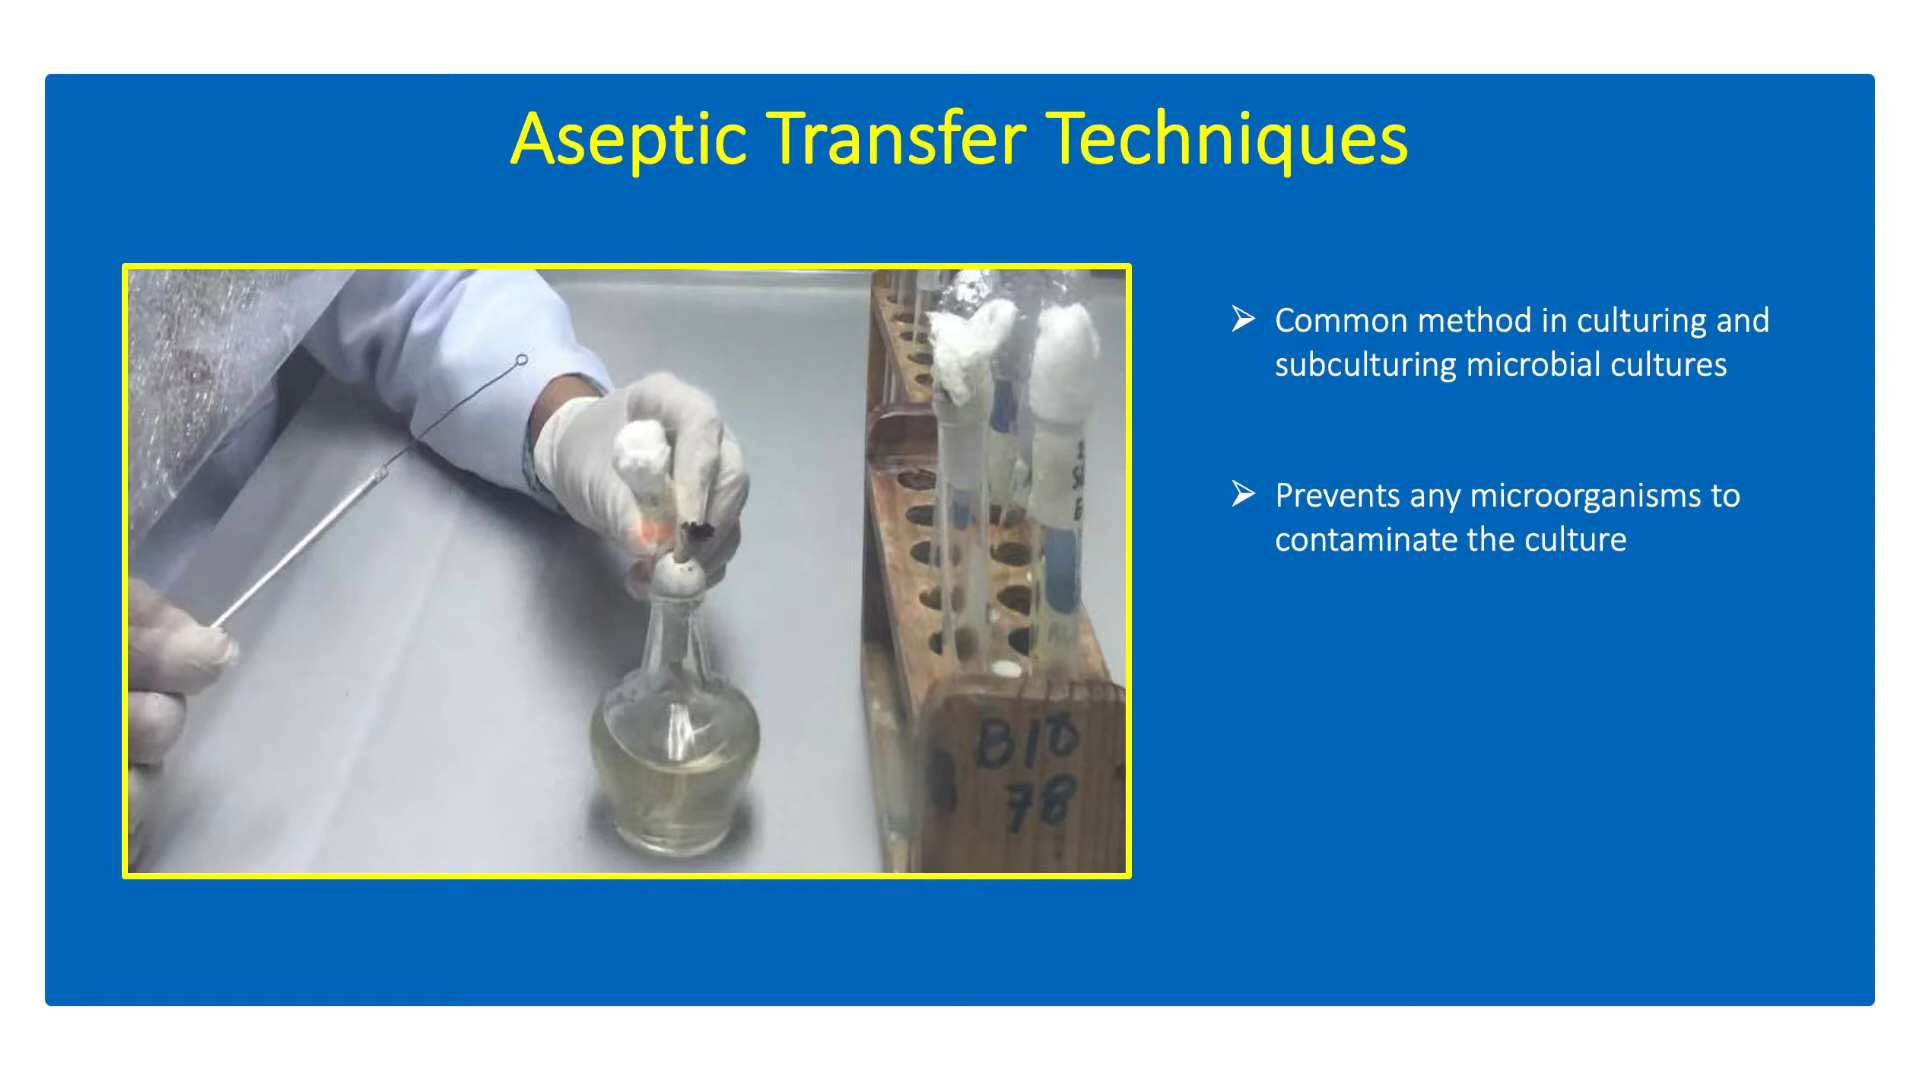 Aseptic Transfer Techniques
Common method in culturing and
subculturing microbial cultures
Prevents any microorganisms to
contaminate the culture
BIO
78